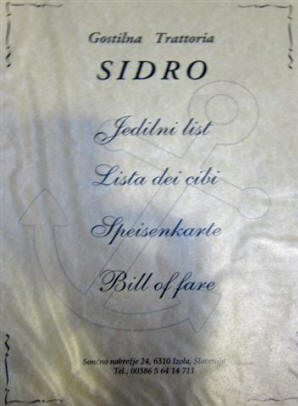 Gostilna Trattoria
SIDRO
Jedilni list
Lista dei cibi
Speisenkarte
Bill of fare
Sončno nabrežje 24, 6310 Izola, Slovenija
Tel.: 00386 5 64 14 711